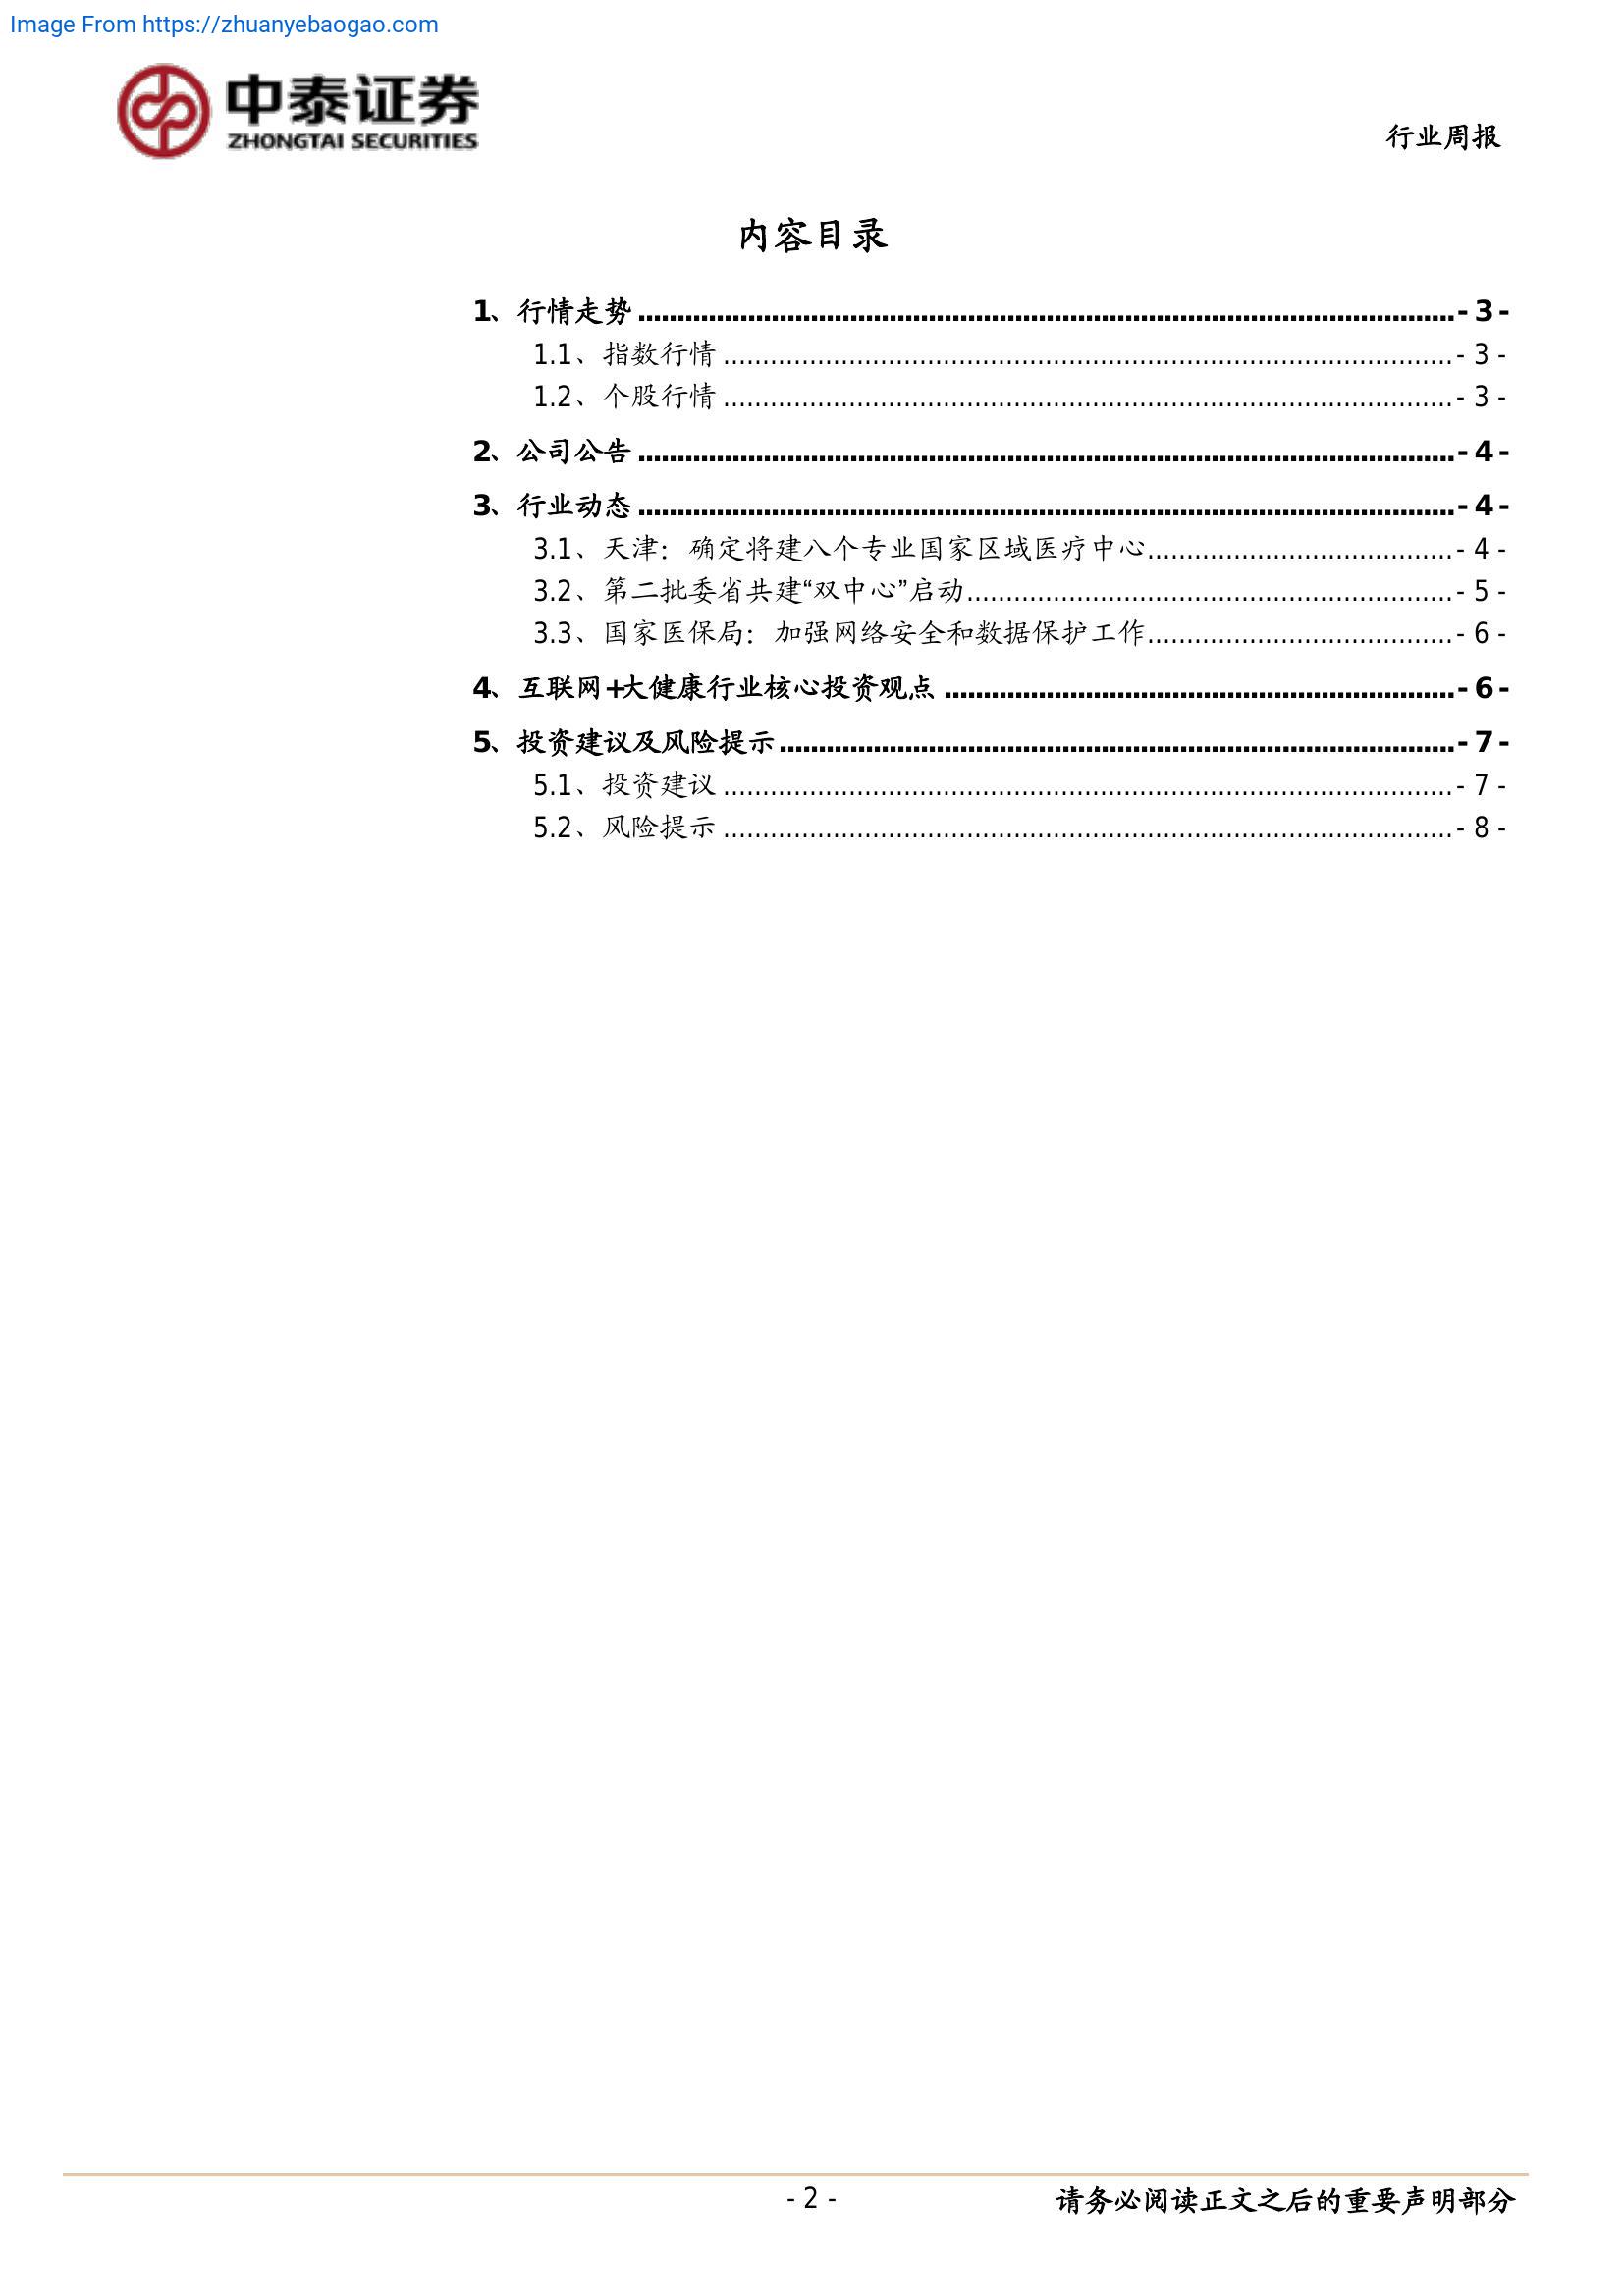 Image From https://zhuanyebaogao.com
中泰证券
ZHONGTAI SECURITIES
行业周报
内容目录
1、行情走势 ........................................................ - 3 -
1.1、指数行情 ........................................................ - 3 -
1.2、个股行情 ........................................................ - 3 -
2、公司公告 ........................................................ - 4 -
3、行业动态 ........................................................ - 4 -
3.1、天津：确定将建八个专业国家区域医疗中心 ................................ - 4 -
3.2、第二批委省共建“双中心”启动 ........................................ - 5 -
3.3、国家医保局：加强网络安全和数据保护工作 ................................ - 6 -
4、互联网+大健康行业核心投资观点 ........................................ - 6 -
5、投资建议及风险提示 ................................................ - 7 -
5.1、投资建议 ........................................................ - 7 -
5.2、风险提示 ........................................................ - 8 -
- 2 -
请务必阅读正文之后的重要声明部分